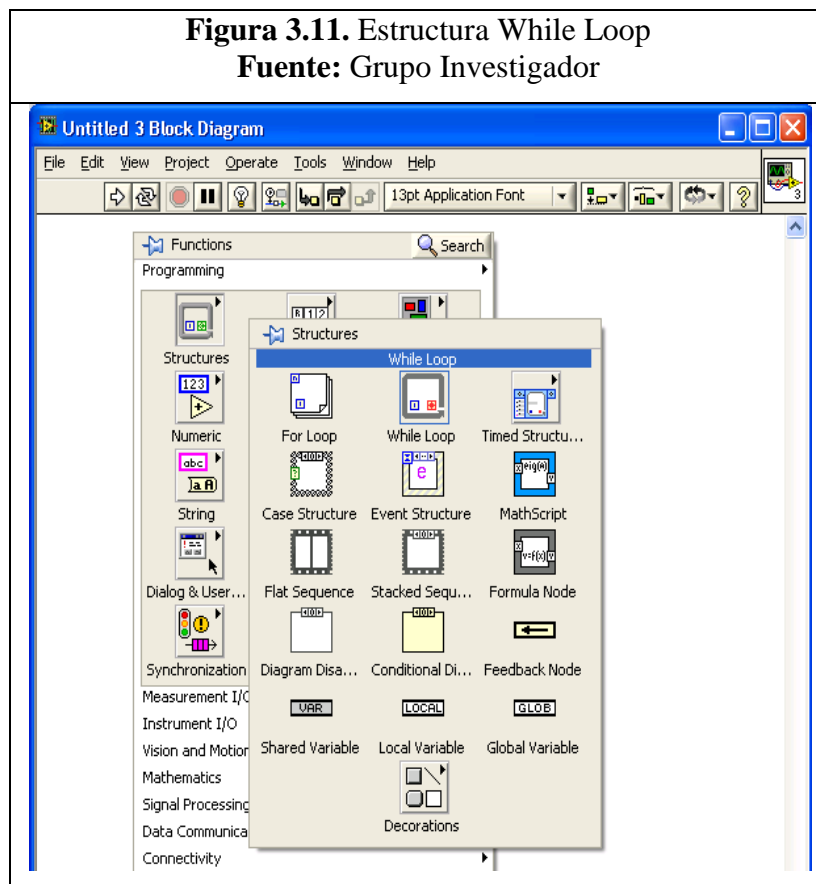 Figura 3.11. Estructura While Loop
Fuente: Grupo Investigador
Untitled 3 Block Diagram
File Edit View Project Operate Tools Window Help
13pt Application Font
3
Functions
Search
Programming
Structures
While Loop
Structures
123
Numeric
For Loop
While Loop
Timed Structu...
abc
a A
String
Case Structure
Event Structure
MathScript
Dialog & User...
Flat Sequence
Stacked Sequ...
Formula Node
Synchronization
Diagram Disa...
Conditional Di...
Feedback Node
Measurement I/O
VAR
LOCAL
GLOB
Instrument I/O
Vision and Motion
Shared Variable
Local Variable
Global Variable
Mathematics
Signal Processing
Decorations
Data Communica
Connectivity